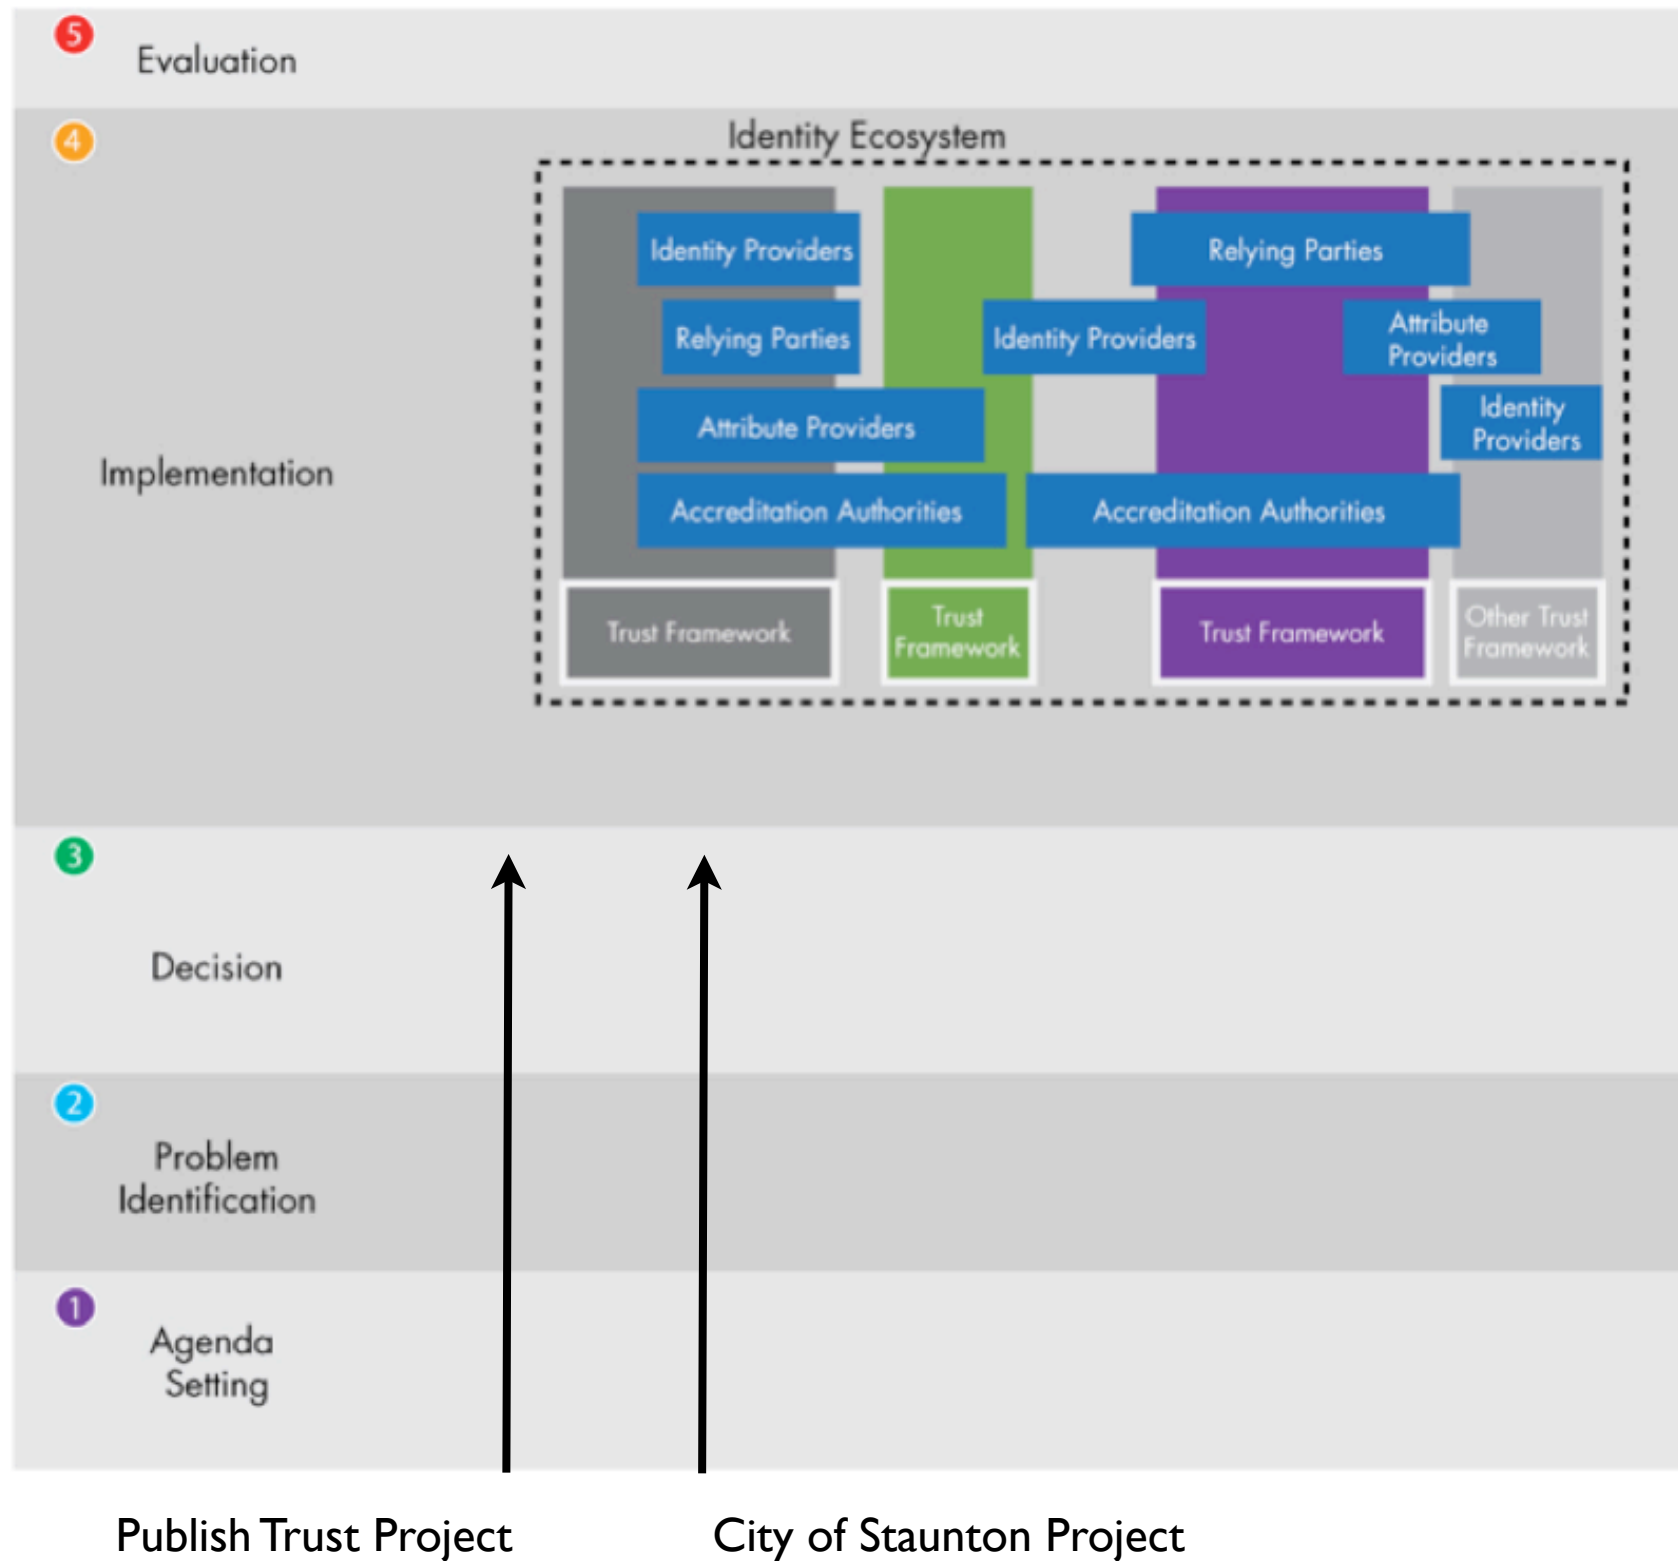 5
Evaluation
4
Identity Ecosystem
Identity Providers
Relying Parties
Relying Parties
Identity Providers
Attribute
Providers
Attribute Providers
Identity
Providers
Implementation
Accreditation Authorities
Accreditation Authorities
Trust Framework
Trust
Framework
Trust Framework
Other Trust
Framework
3
Decision
2
Problem
Identification
1
Agenda
Setting
Publish Trust Project
City of Staunton Project